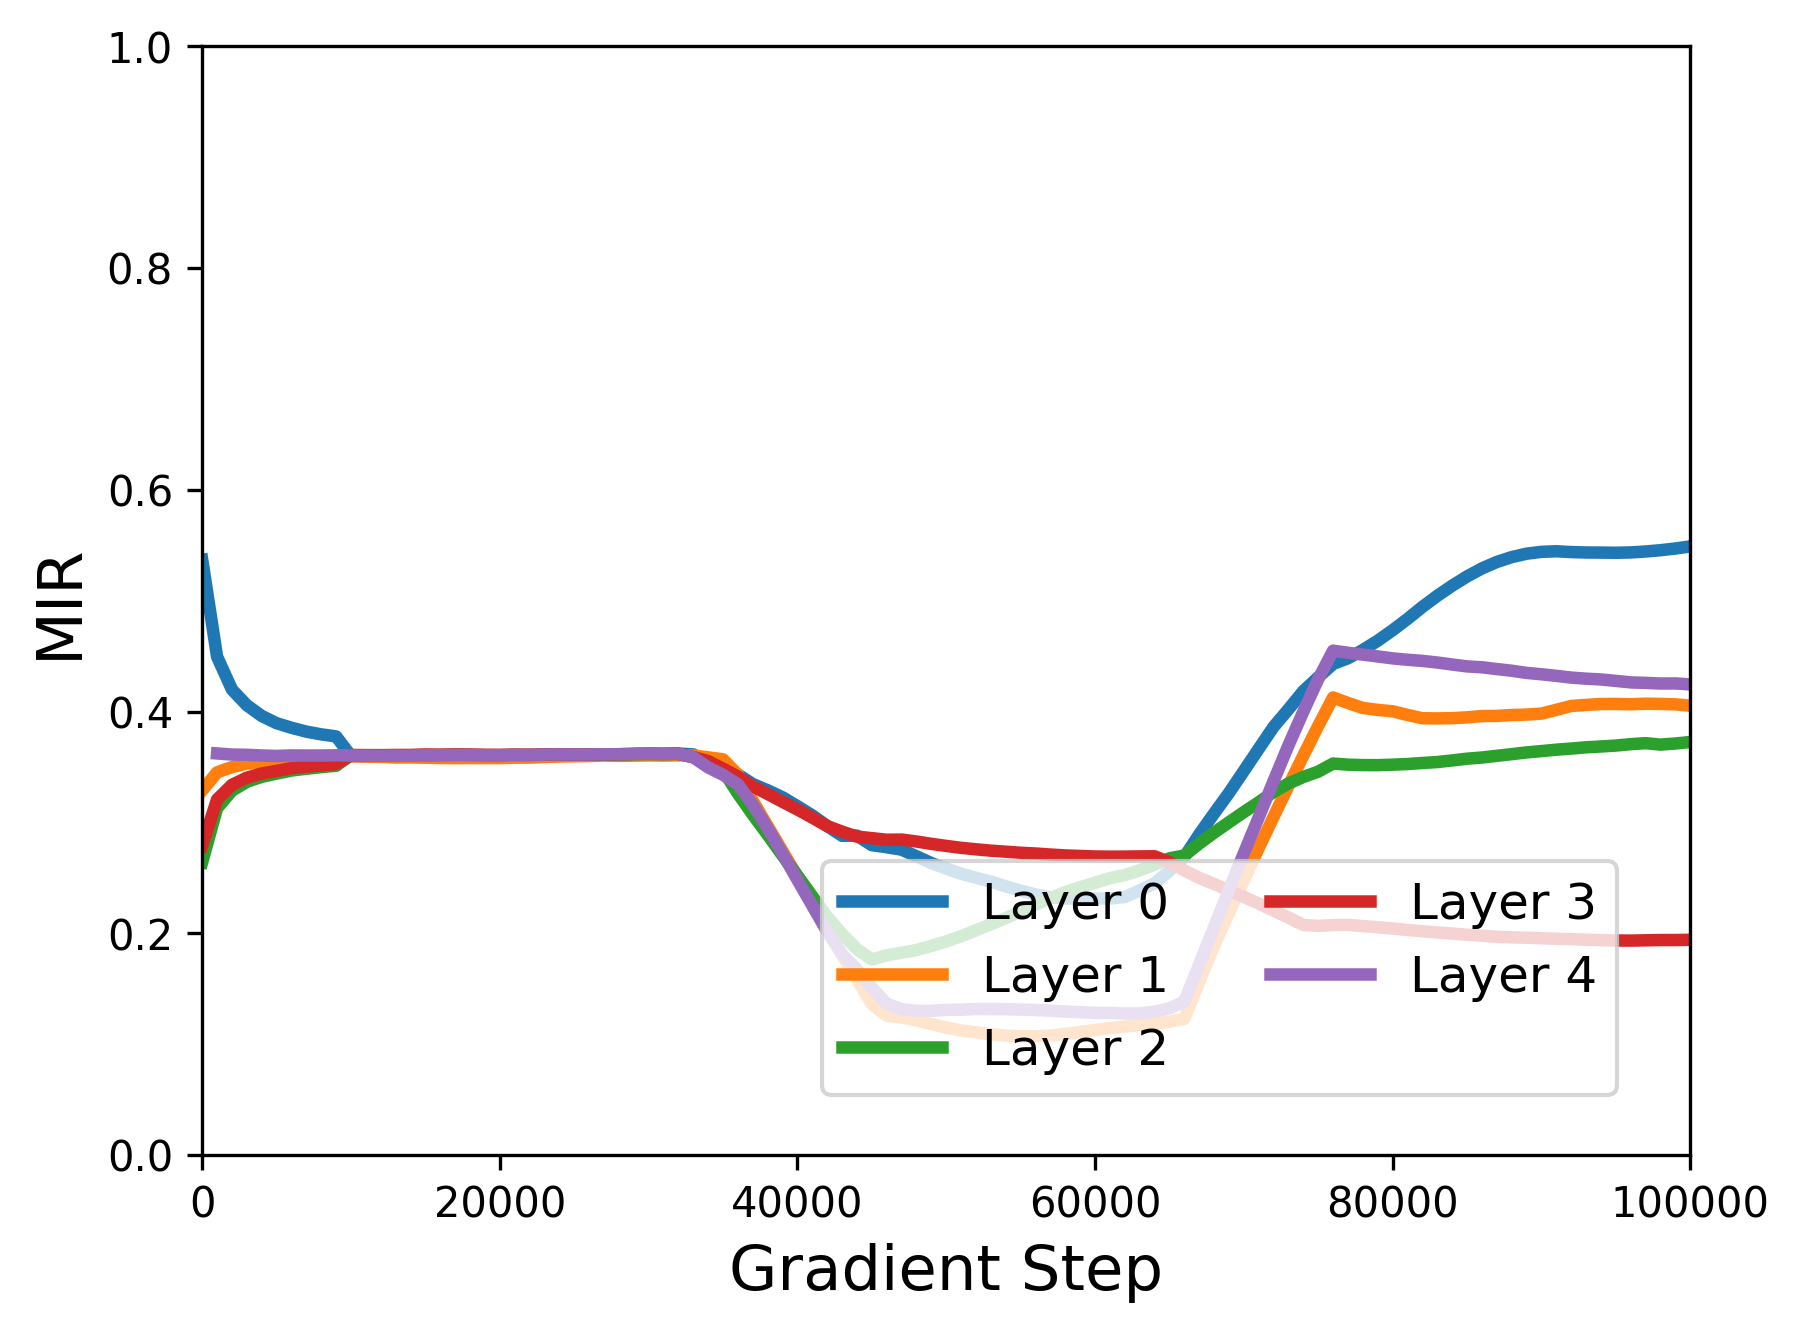 1.0
0.8
0.6
0.4
0.2
0.0
MIR
Layer 0
Layer 1
Layer 2
Layer 3
Layer 4
0 20000 40000 60000 80000 100000
Gradient Step